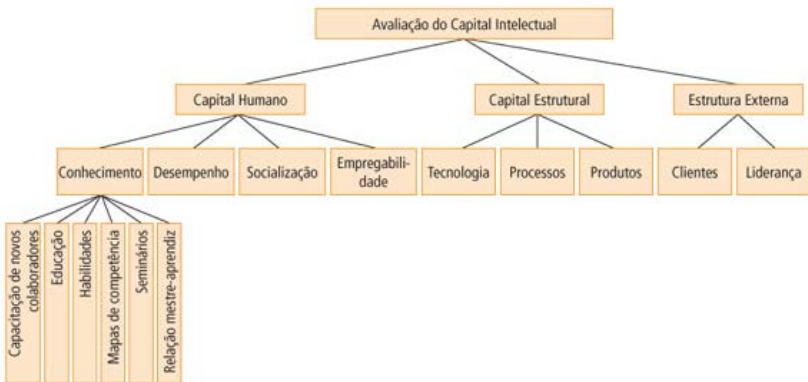 Avaliação do Capital Intelectual
Capital Humano
Capital Estrutural
Estrutura Externa
Conhecimento
Desempenho
Socialização
Empregabili-
dade
Tecnologia
Processos
Produtos
Clientes
Liderança
Capacitação de novos
colaboradores
Educação
Habilidades
Mapas de competência
Seminários
Relação mestre-aprendiz